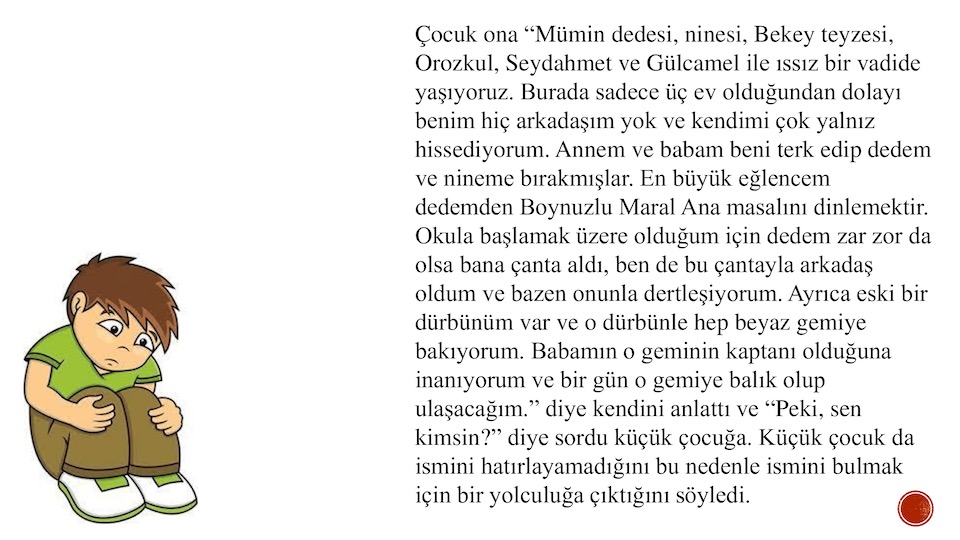 Çocuk ona “Mümin dedesi, ninesi, Bekey teyzesi,
Orozkul, Seydahmet ve Gülcamel ile ıssız bir vadide
yaşıyoruz. Burada sadece üç ev olduğundan dolayı
benim hiç arkadaşım yok ve kendimi çok yalnız
hissediyorum. Annem ve babam beni terk edip dedem
ve nineme bırakmışlar. En büyük eğlencem
dedemden Boynuzlu Maral Ana masalını dinlemektir.
Okula başlamak üzere olduğum için dedem zar zor da
olsa bana çanta aldı, ben de bu çantayla arkadaş
oldum ve bazen onunla dertleşiyorum. Ayrıca eski bir
dürbünüm var ve o dürbünle hep beyaz gemiye
bakıyorum. Babamın o geminin kaptanı olduğuna
inanıyorum ve bir gün o gemiye balık olup
ulaşacağım.” diye kendini anlattı ve “Peki, sen
kimsin?” diye sordu küçük çocuğa. Küçük çocuk da
ismini hatırlayamadığını bu nedenle ismini bulmak
için bir yolculuğa çıktığını söyledi.